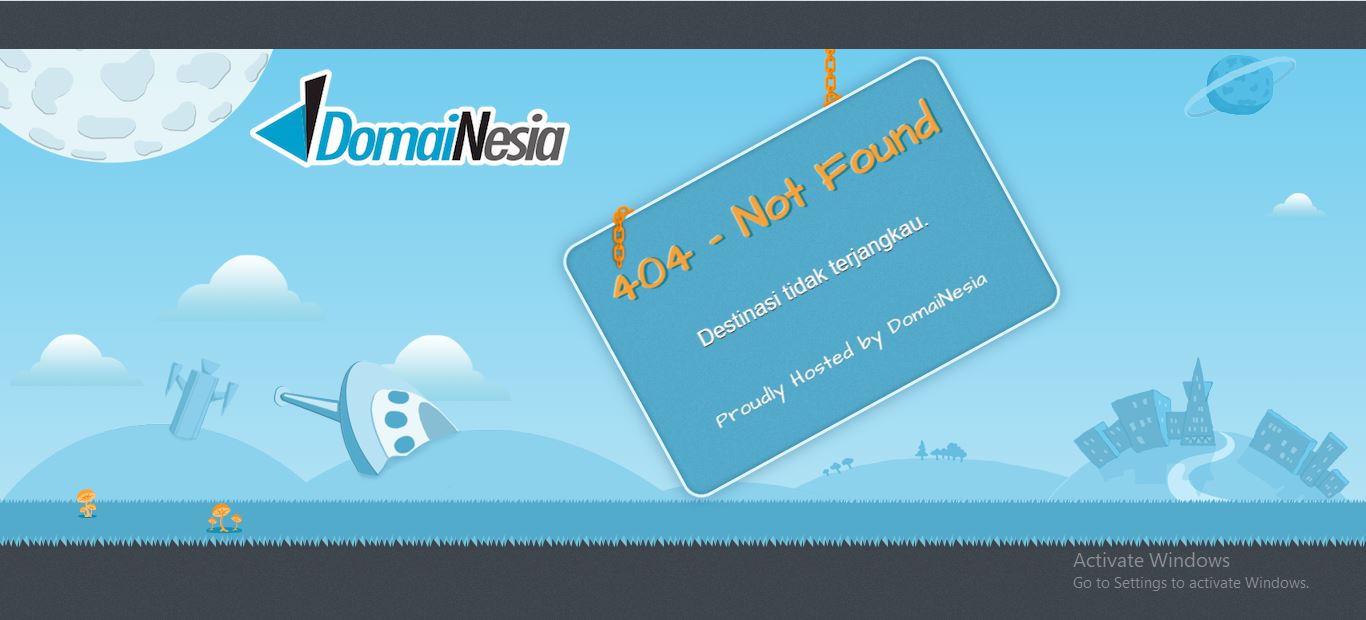 DomaiNesia
404 - Not Found
Destinasi tidak terjangkau.
Proudly Hosted by DomaiNesia
Activate Windows
Go to Settings to activate Windows.